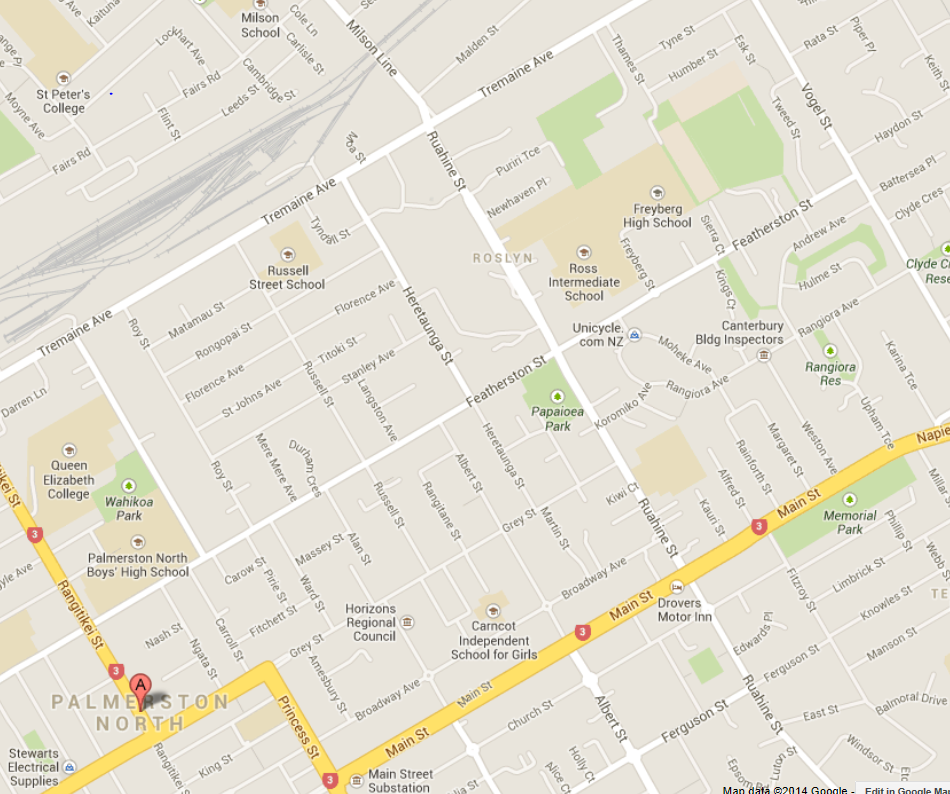 Kaituna
Milson
School
Cole Ln
Carlisle St
Lockhart Ave
Milson Line
Malden St
Thames St
Tyne St
Esk St
Rata St
Piper Pl
Keith St
St Peter's
College
Fairs Rd
Cambridge St
Leeds St
Tremaine Ave
Humber St
Vogel St
Moyne Ave
Flint St
Tweed St
Haydon St
Fairs Rd
Moa St
Ruahine St
Puriri Tce
Battersea Pl
Tremaine Ave
Newhaven Pl
Freyberg
High School
Clyde Cres
Tyndall St
Sierra Ct
Featherston St
Andrew Ave
ROSLYN
Russell
Street School
Ross
Intermediate
School
Freyberg St
Kings Ct
Hulme St
Florence Ave
Heretaunga St
Matamau St
Rongopai St
Roy St
Tremaine Ave
Unicycle.
com NZ
Canterbury
Bldg Inspectors
Rangiora Ave
Moheke Ave
Titoki St
Stanley Ave
Featherston St
Rangiora
Res
Karina Tce
Florence Ave
St Johns Ave
Russell St
Langston Ave
Papaioea
Park
Koromiko Ave
Rangiora Ave
Upham Tce
Darren Ln
Mere Mere Ave
Durham Cres
Heretaunga St
Albert St
Rainforth St
Margaret St
Weston Ave
Queen
Elizabeth
College
Wahikoa
Park
Roy St
Russell St
Rangitane St
Kiwi Ct
Alfred St
Main St
3
Memorial
Park
Grey St
Martin St
Ruahine St
Kauri St
3
Palmerston North
Boys' High School
Massey St
Alan St
Carow St
Pirie St
Ward St
Phillip St
Webb St
Rangitikei St
Broadway Ave
Fitzroy St
Limbrick St
Fitchett St
Carroll St
Horizons
Regional
Council
Carncot
Independent
School for Girls
Main St
3
Drovers
Motor Inn
Knowles St
Nash St
Ngata St
Grey St
Edwards Pl
Manson St
3
Amesbury St
Broadway Ave
Main St
Ferguson St
A
PALMERSTON
NORTH
Princess St
Albert St
Ruahine St
Balmoral Drive
Church St
Ferguson St
East St
Main St
Stewarts
Electrical
Supplies
Rangitikei St
King St
Holly Ct
Alice Ct
Windsor St
Luton St
3
Main Street
Substation
Map data ©2014 Google -
Edit in Google Ma